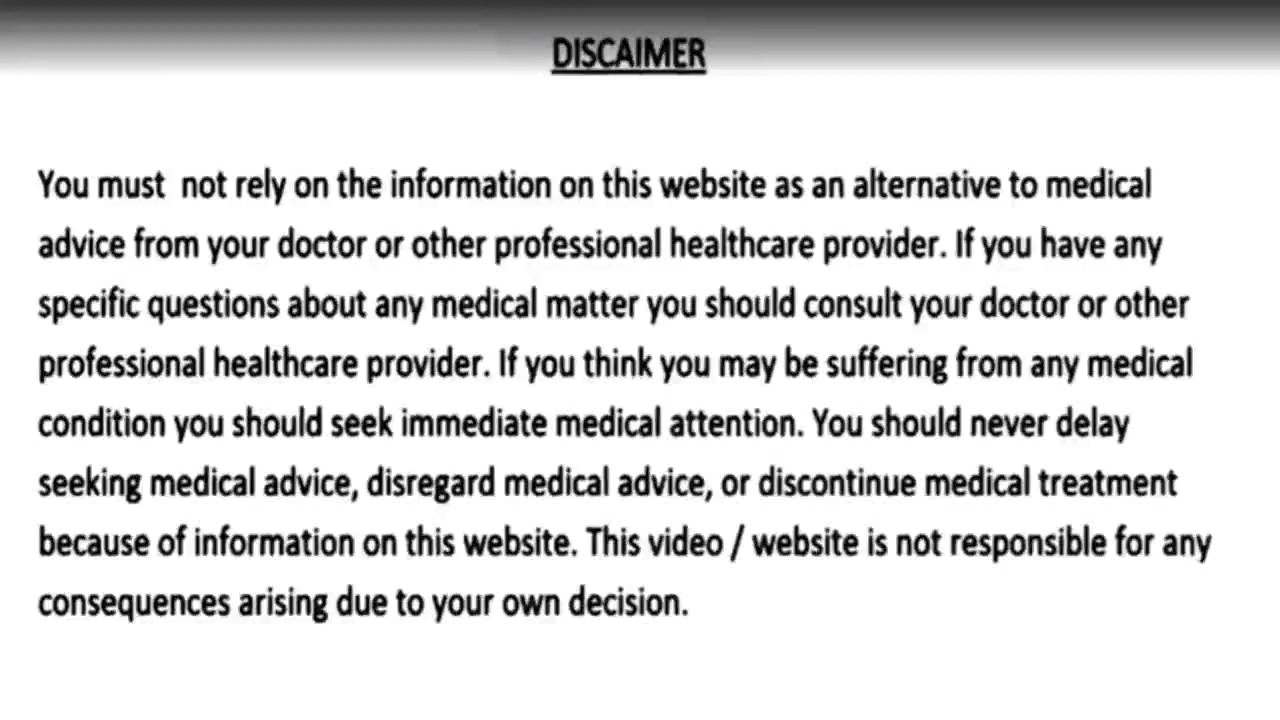 DISCAIMER
You must  not rely on the information on this website as an alternative to medical
advice from your doctor or other professional healthcare provider. If you have any
specific questions about any medical matter you should consult your doctor or other
professional healthcare provider. If you think you may be suffering from any medical
condition you should seek immediate medical attention. You should never delay
seeking medical advice, disregard medical advice, or discontinue medical treatment
because of information on this website. This video / website is not responsible for any
consequences arising due to your own decision.